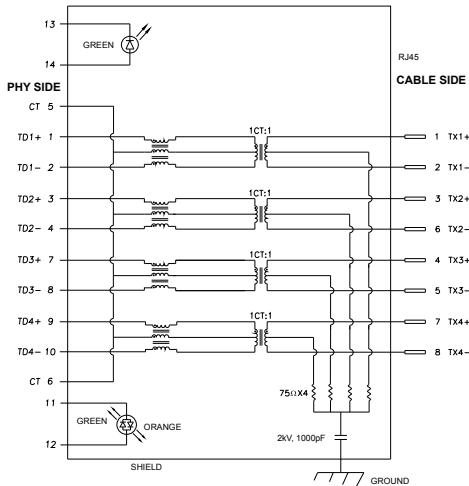 13
GREEN
14
RJ45
PHY SIDE
CABLE SIDE
CT 5
1CT:1
TD1+ 1
1 TX1+
TD1- 2
2 TX1-
1CT:1
TD2+ 3
3 TX2+
TD2- 4
6 TX2-
1CT:1
TD3+ 7
4 TX3+
TD3- 8
5 TX3-
1CT:1
TD4+ 9
7 TX4+
TD4- 10
8 TX4-
CT 6
75ΩX4
11
GREEN
ORANGE
12
2kV, 1000pF
SHIELD
GROUND